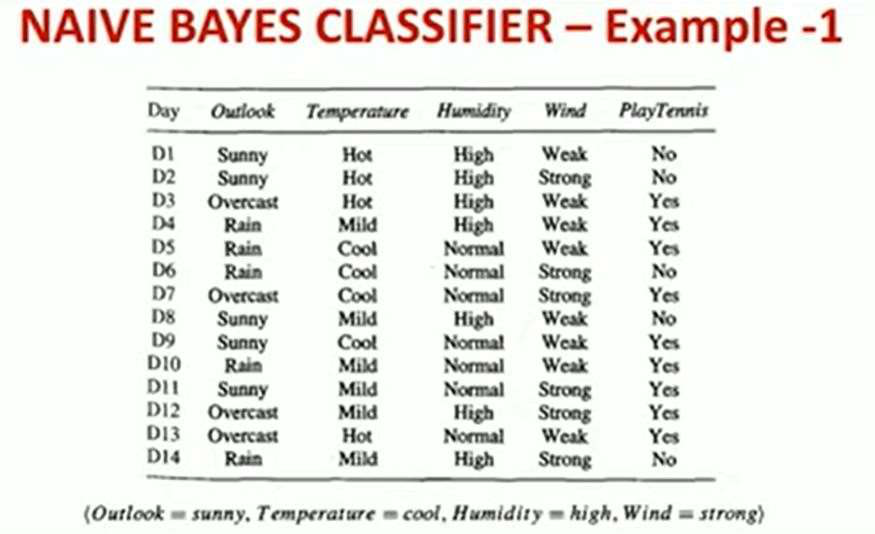 NAIVE BAYES CLASSIFIER – Example -1
Day Outlook Temperature Humidity Wind PlayTennis
D1 Sunny Hot High Weak No
D2 Sunny Hot High Strong No
D3 Overcast Hot High Weak Yes
D4 Rain Mild High Weak Yes
D5 Rain Cool Normal Weak Yes
D6 Rain Cool Normal Strong No
D7 Overcast Cool Normal Strong Yes
D8 Sunny Mild High Weak No
D9 Sunny Cool Normal Weak Yes
D10 Rain Mild Normal Weak Yes
D11 Sunny Mild Normal Strong Yes
D12 Overcast Mild High Strong Yes
D13 Overcast Hot Normal Weak Yes
D14 Rain Mild High Strong No
⟨Outlook = sunny, Temperature = cool, Humidity = high, Wind = strong⟩